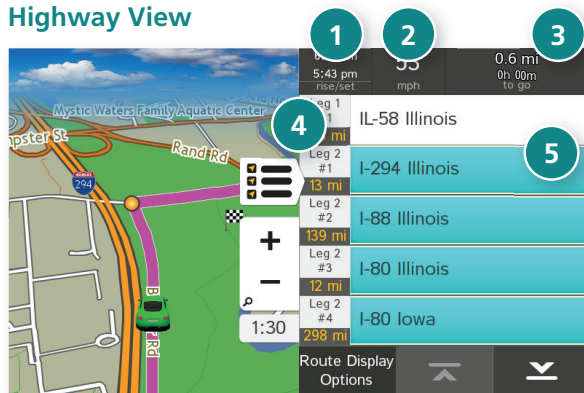 Highway View
1
2
3
5:43 pm
rise/set
mph
0.6 mi
0h 00m
to go
4
5
Mystic Waters Family Aquatic Center
Rand Rd
294
+
−
1:30
Leg 1
IL-58 Illinois
Leg 2
#1
13 mi
I-294 Illinois
Leg 2
#2
139 mi
I-88 Illinois
Leg 2
#3
12 mi
I-80 Illinois
Leg 2
#4
298 mi
I-80 Iowa
Route Display
Options